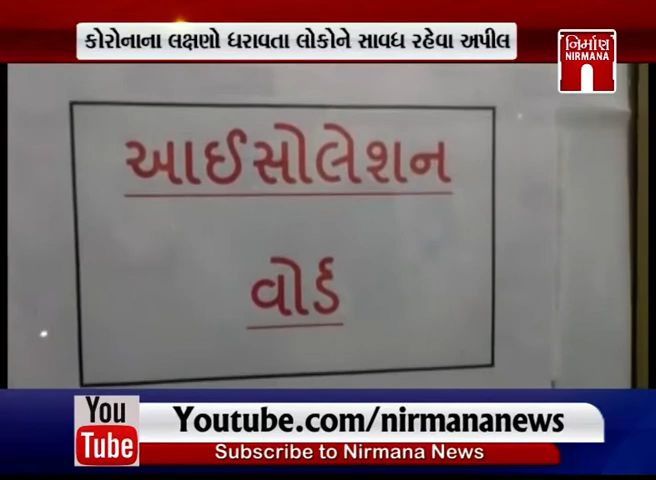 કોરોનાના લક્ષણો ધરાવતા લોકોને સાવધ રહેવા અપીલ
નિર્માણ
NIRMANA
આઈસોલેશન
વોર્ડ
You
Tube
Youtube.com/nirmananews
Subscribe to Nirmana News